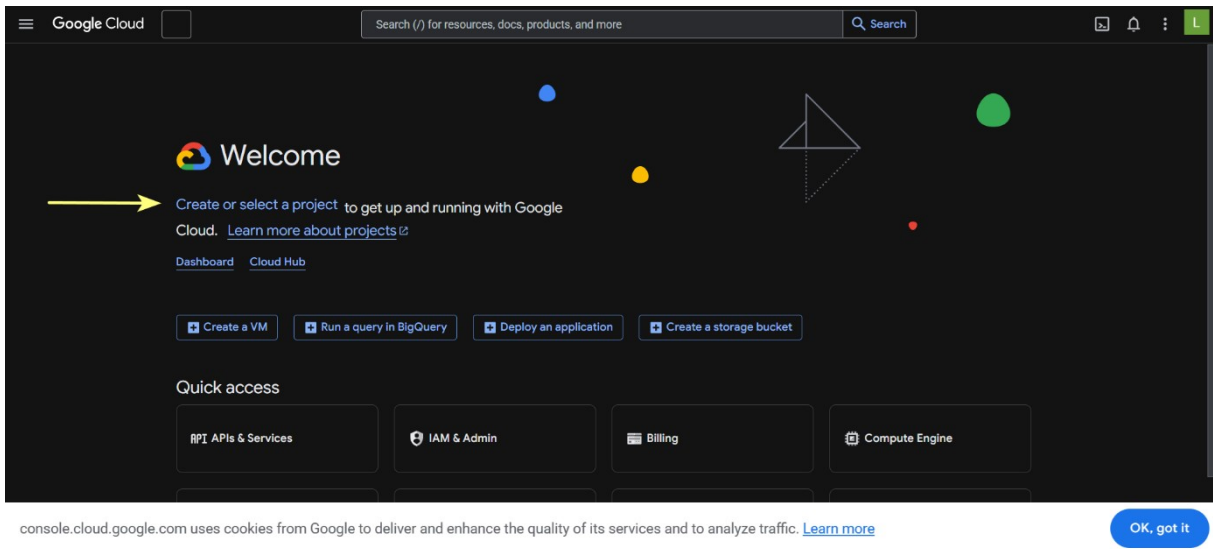 Google Cloud
Search (/) for resources, docs, products, and more
Search
L
Welcome
Create or select a project to get up and running with Google
Cloud. Learn more about projects
Dashboard Cloud Hub
Create a VM
Run a query in BigQuery
Deploy an application
Create a storage bucket
Quick access
API APIs & Services
IAM & Admin
Billing
Compute Engine
console.cloud.google.com uses cookies from Google to deliver and enhance the quality of its services and to analyze traffic. Learn more
OK, got it